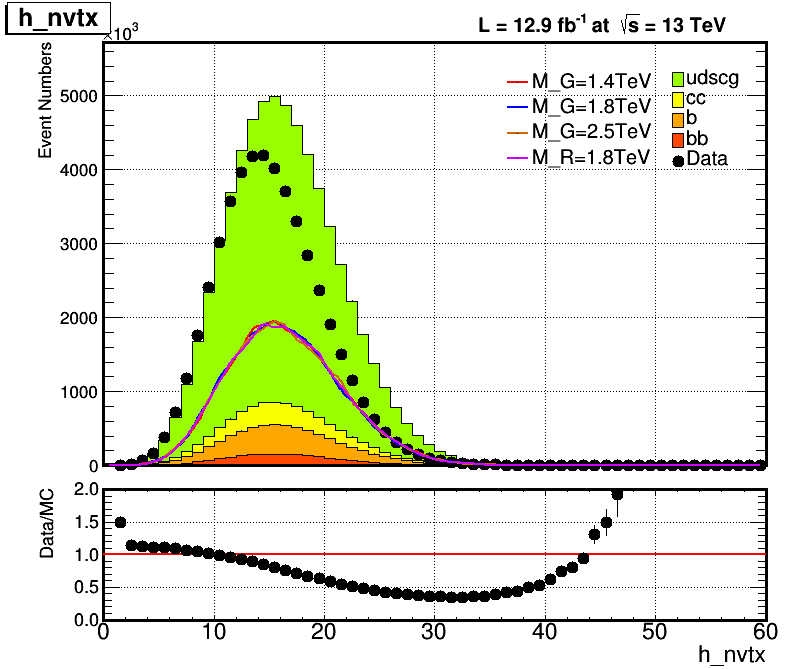 h_nvtx
×10³
L = 12.9 fb⁻¹ at √s = 13 TeV
Event Numbers
5000
4000
3000
2000
1000
0
M_G=1.4TeV
M_G=1.8TeV
M_G=2.5TeV
M_R=1.8TeV
udscg
cc
b
bb
Data
Data/MC
2.0
1.5
1.0
0.5
0.0
0 10 20 30 40 50 60
h_nvtx